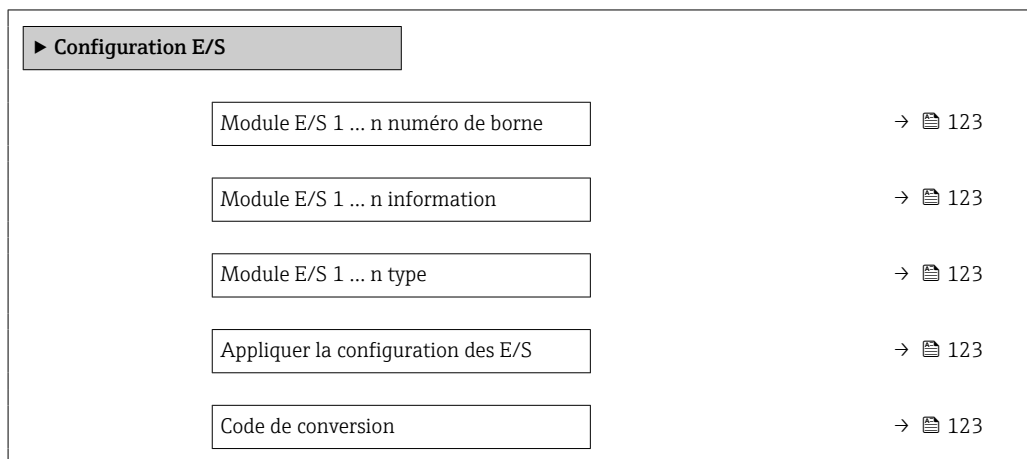 ► Configuration E/S
Module E/S 1 ... n numéro de borne → 123
Module E/S 1 ... n information → 123
Module E/S 1 ... n type → 123
Appliquer la configuration des E/S → 123
Code de conversion → 123